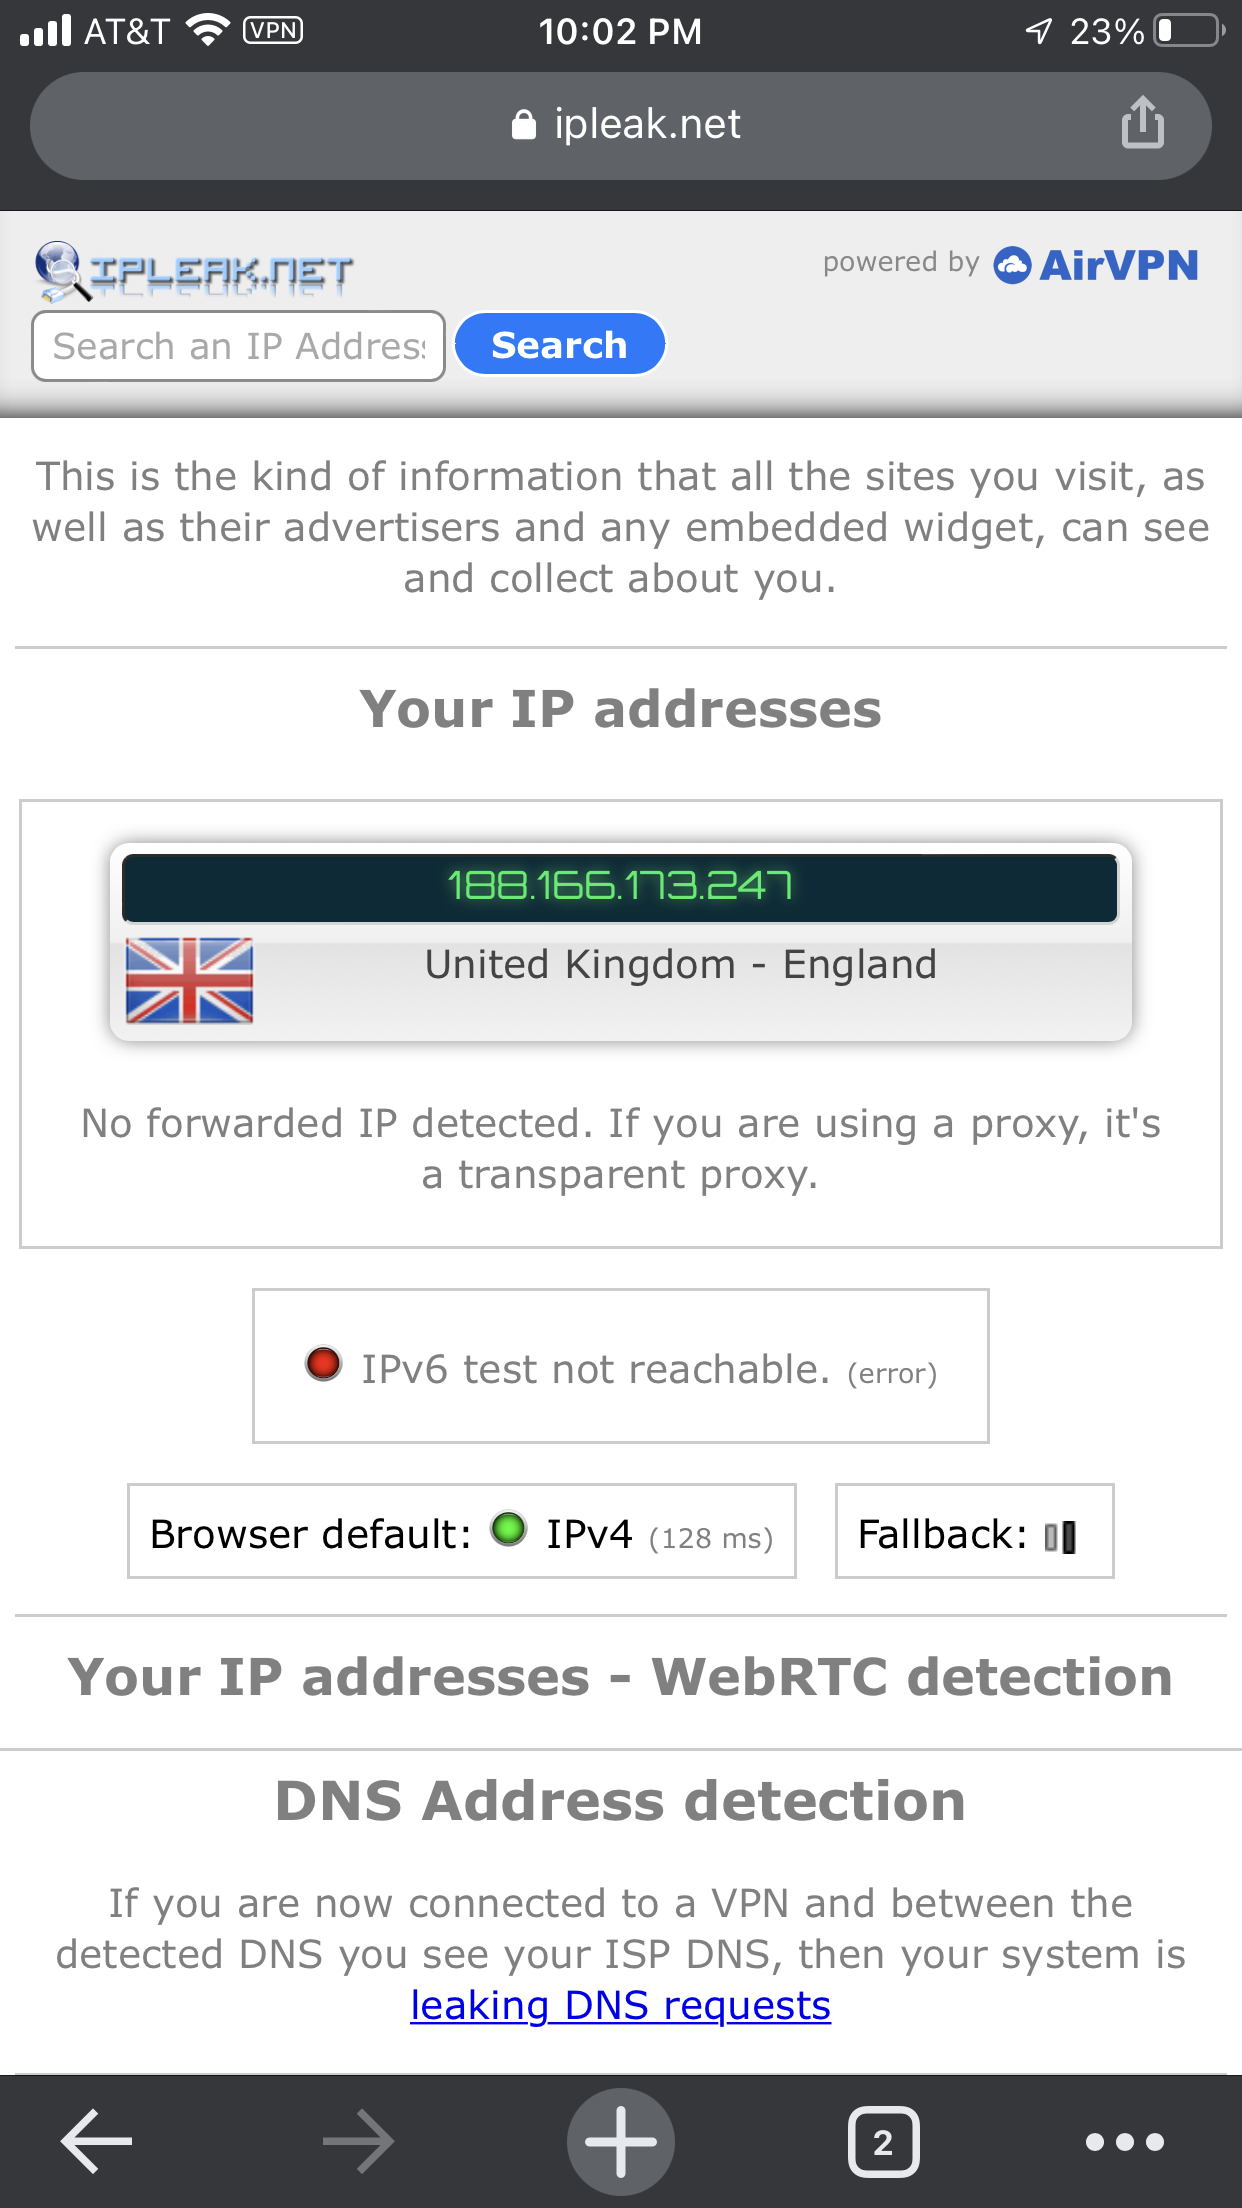 AT&T VPN 10:02 PM 23%
ipleak.net
IPLEAK.NET powered by AirVPN
Search an IP Address Search
This is the kind of information that all the sites you visit, as
well as their advertisers and any embedded widget, can see
and collect about you.
Your IP addresses
188.166.173.247
United Kingdom - England
No forwarded IP detected. If you are using a proxy, it's
a transparent proxy.
IPv6 test not reachable. (error)
Browser default: IPv4 (128 ms) Fallback:
Your IP addresses - WebRTC detection
DNS Address detection
If you are now connected to a VPN and between the
detected DNS you see your ISP DNS, then your system is
leaking DNS requests
2